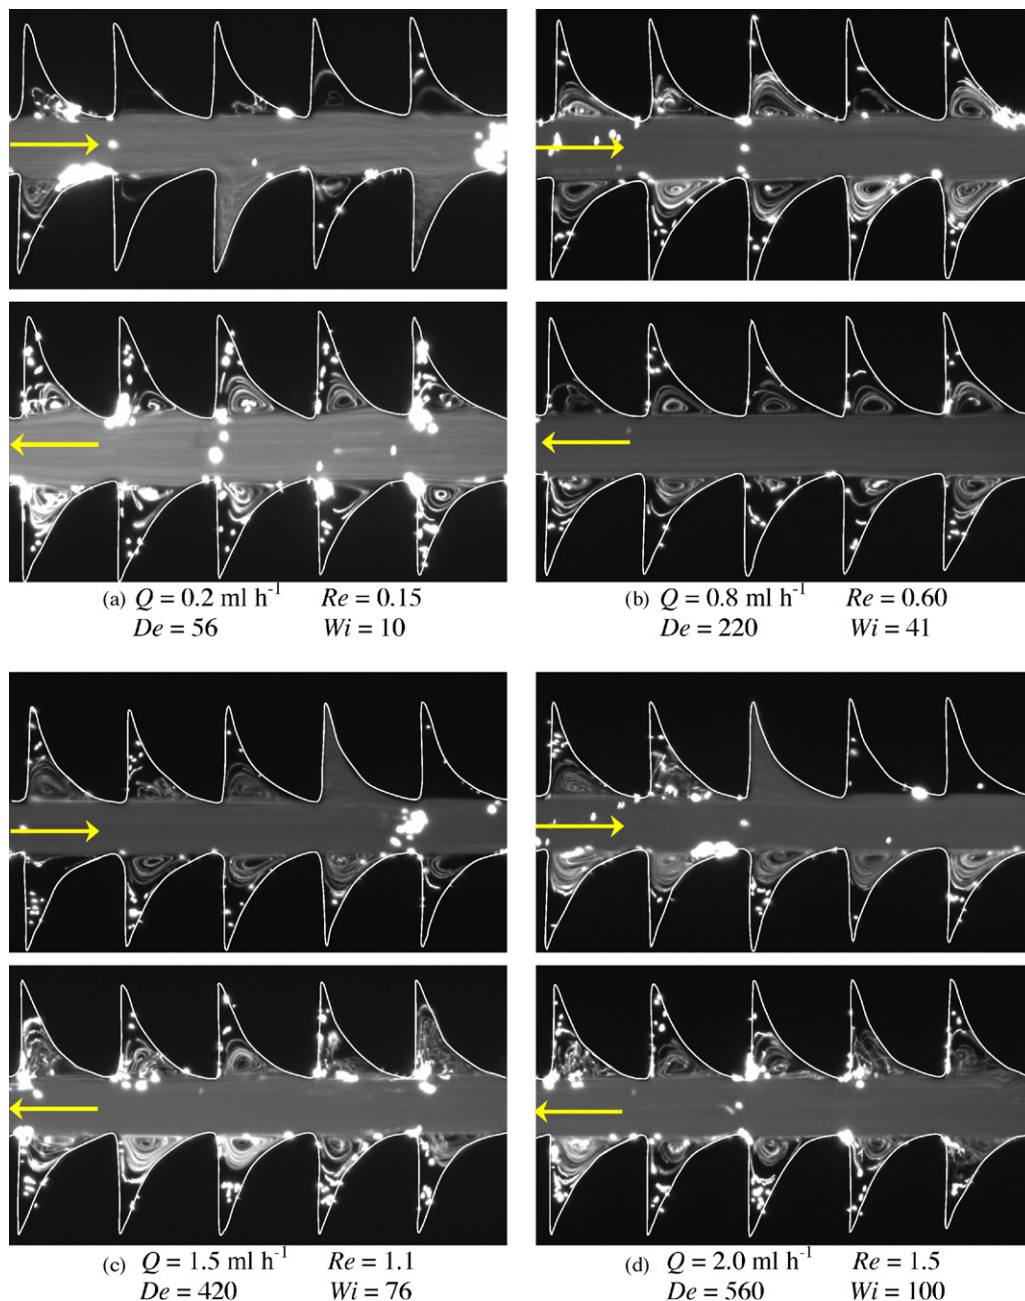 (a) Q = 0.2 ml h⁻¹ Re = 0.15
De = 56 Wi = 10
(b) Q = 0.8 ml h⁻¹ Re = 0.60
De = 220 Wi = 41
(c) Q = 1.5 ml h⁻¹ Re = 1.1
De = 420 Wi = 76
(d) Q = 2.0 ml h⁻¹ Re = 1.5
De = 560 Wi = 100